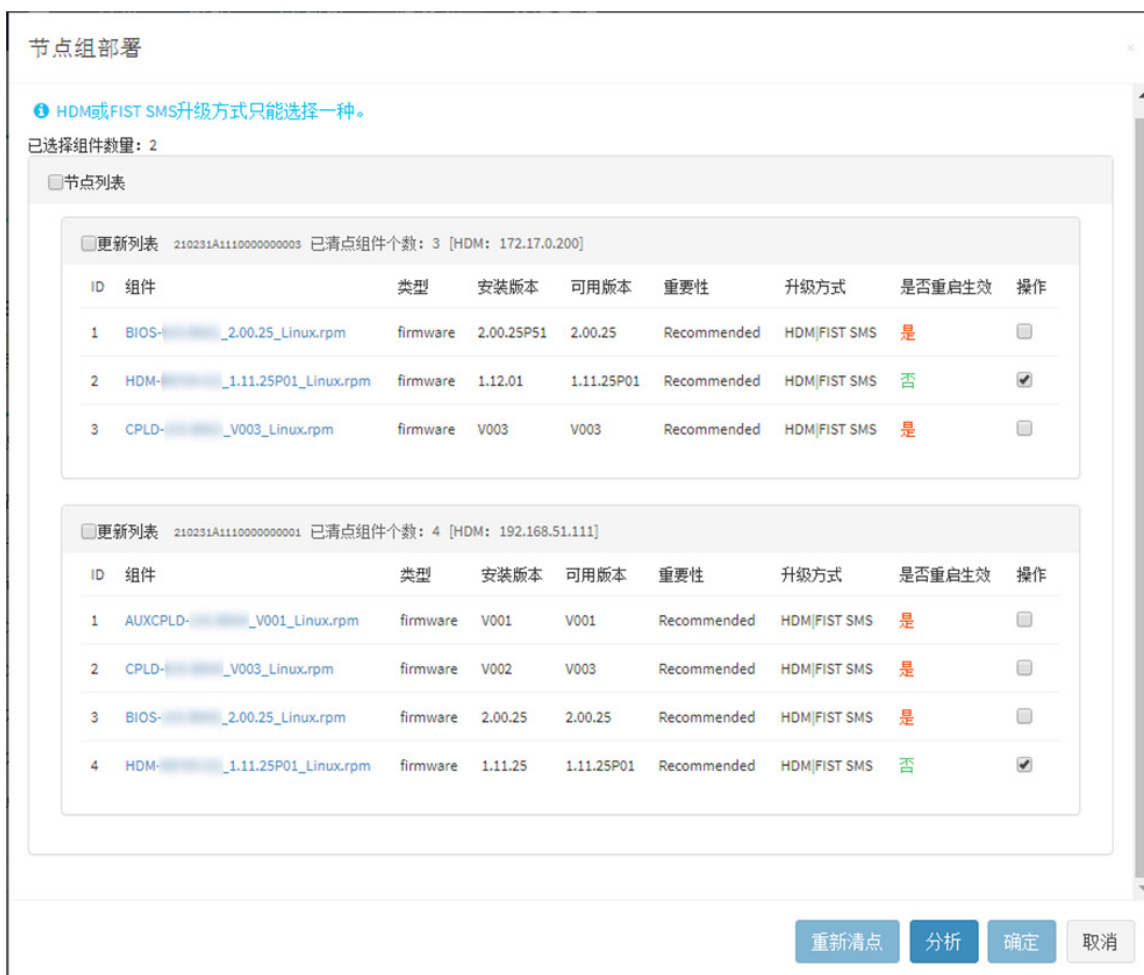 节点组部署
×
HDM或FIST SMS升级方式只能选择一种。
已选择组件数量：2
节点列表
更新列表 210231A1110000000003 已清点组件个数：3 [HDM: 172.17.0.200]
ID 组件 类型 安装版本 可用版本 重要性 升级方式 是否重启生效 操作
1 BIOS- _2.00.25_Linux.rpm firmware 2.00.25P51 2.00.25 Recommended HDM|FIST SMS 是
2 HDM- _1.11.25P01_Linux.rpm firmware 1.12.01 1.11.25P01 Recommended HDM|FIST SMS 否
3 CPLD- _V003_Linux.rpm firmware V003 V003 Recommended HDM|FIST SMS 是
更新列表 210231A1110000000001 已清点组件个数：4 [HDM: 192.168.51.111]
ID 组件 类型 安装版本 可用版本 重要性 升级方式 是否重启生效 操作
1 AUXCPLD- _V001_Linux.rpm firmware V001 V001 Recommended HDM|FIST SMS 是
2 CPLD- _V003_Linux.rpm firmware V002 V003 Recommended HDM|FIST SMS 是
3 BIOS- _2.00.25_Linux.rpm firmware 2.00.25 2.00.25 Recommended HDM|FIST SMS 是
4 HDM- _1.11.25P01_Linux.rpm firmware 1.11.25 1.11.25P01 Recommended HDM|FIST SMS 否
重新清点 分析 确定 取消